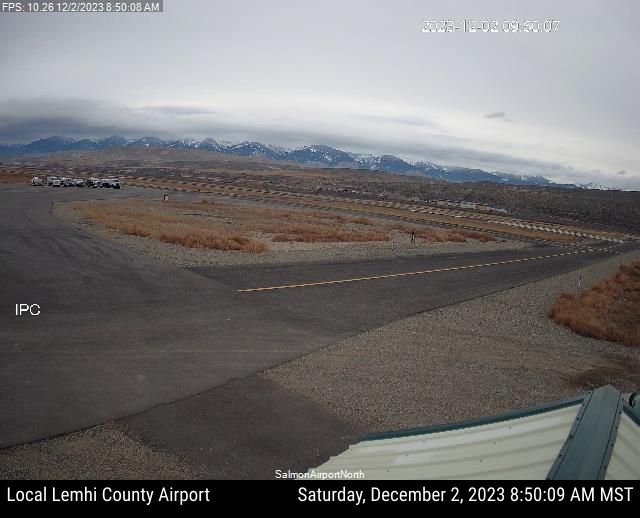 FPS: 10.26 12/2/2023 8:50:08 AM
2023-12-02 09:50:07
IPC
SalmonAirportNorth
Local Lemhi County Airport
Saturday, December 2, 2023 8:50:09 AM MST